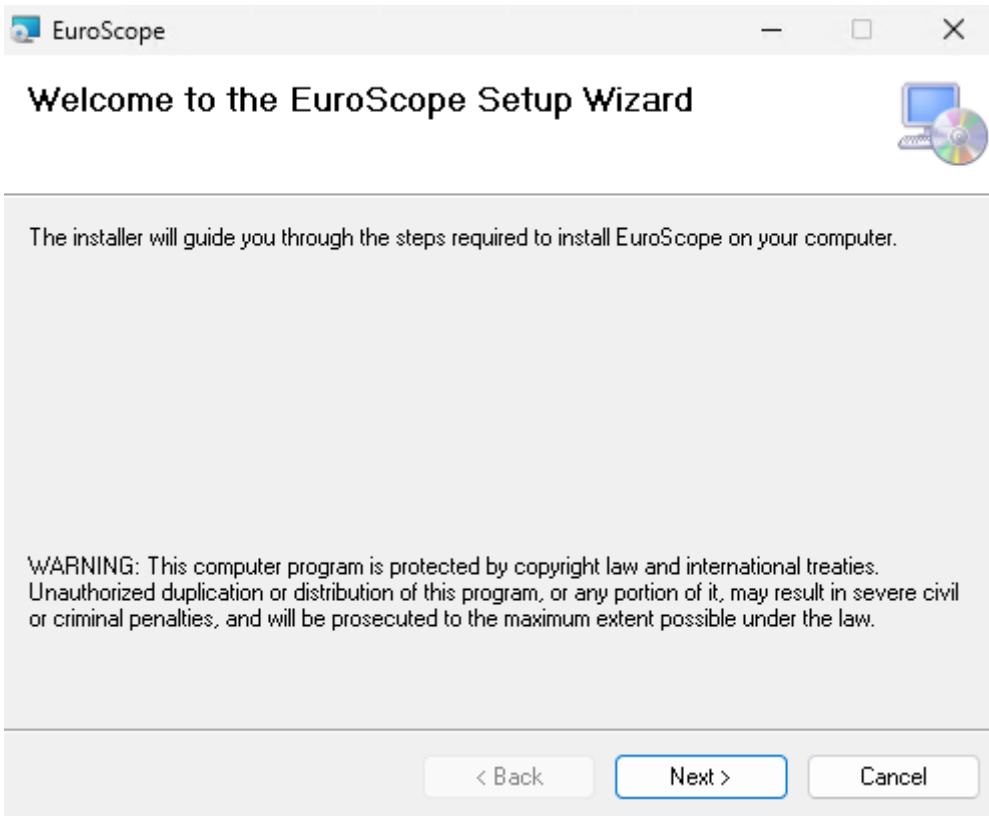 EuroScope
Welcome to the EuroScope Setup Wizard
The installer will guide you through the steps required to install EuroScope on your computer.
WARNING: This computer program is protected by copyright law and international treaties.
Unauthorized duplication or distribution of this program, or any portion of it, may result in severe civil
or criminal penalties, and will be prosecuted to the maximum extent possible under the law.
< Back
Next >
Cancel